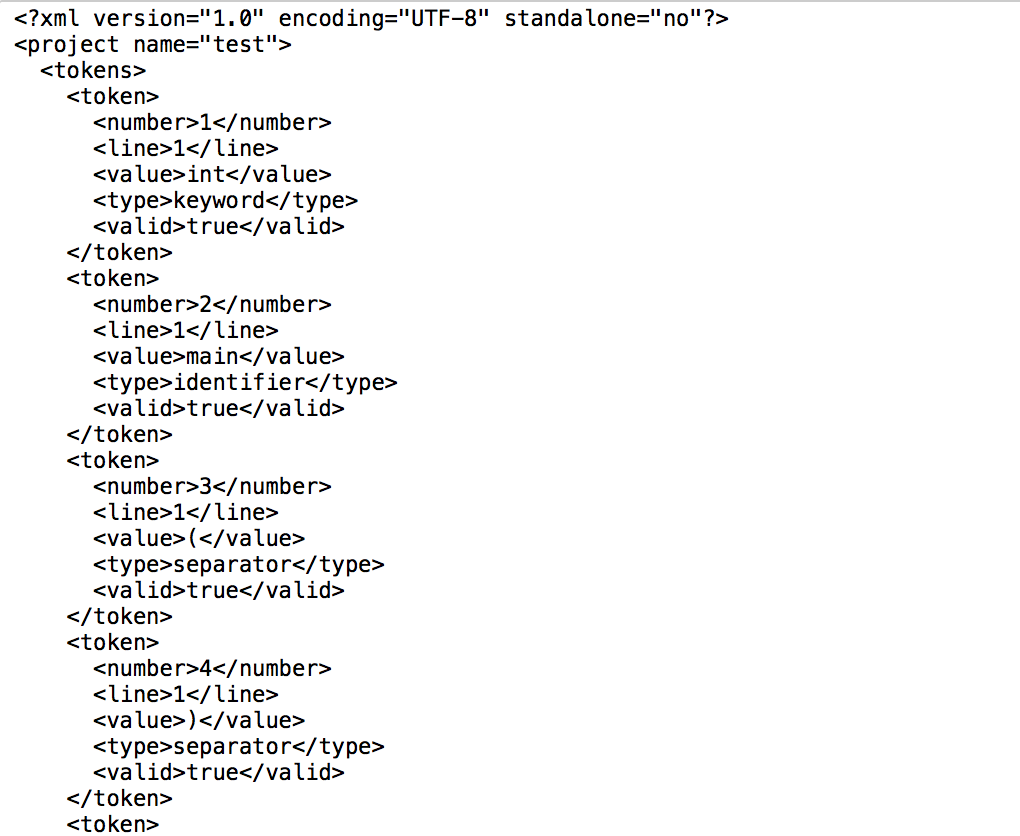 <?xml version="1.0" encoding="UTF-8" standalone="no"?>
<project name="test">
  <tokens>
    <token>
      <number>1</number>
      <line>1</line>
      <value>int</value>
      <type>keyword</type>
      <valid>true</valid>
    </token>
    <token>
      <number>2</number>
      <line>1</line>
      <value>main</value>
      <type>identifier</type>
      <valid>true</valid>
    </token>
    <token>
      <number>3</number>
      <line>1</line>
      <value>(</value>
      <type>separator</type>
      <valid>true</valid>
    </token>
    <token>
      <number>4</number>
      <line>1</line>
      <value>)</value>
      <type>separator</type>
      <valid>true</valid>
    </token>
    <token>